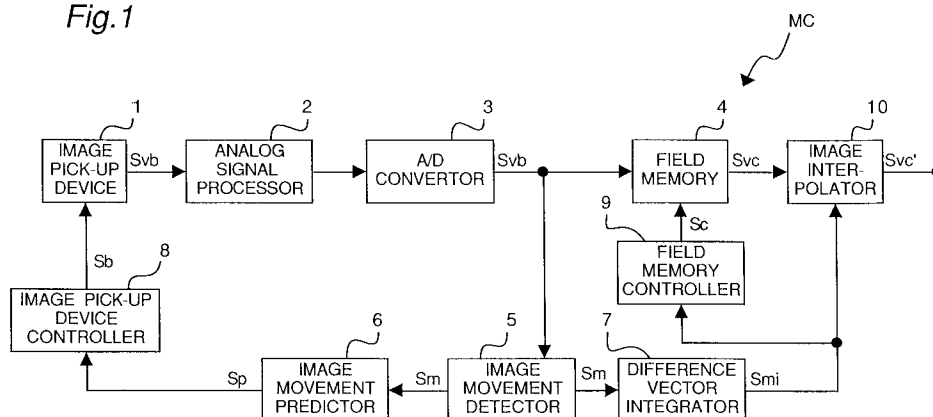 Fig.1
MC
1
2
3
4
10
IMAGE
PICK-UP
DEVICE
Svb
ANALOG
SIGNAL
PROCESSOR
A/D
CONVERTOR
Svb
FIELD
MEMORY
Svc
IMAGE
INTER-
POLATOR
Svc'
Sb
8
Sc
9
IMAGE PICK-UP
DEVICE
CONTROLLER
FIELD
MEMORY
CONTROLLER
6
5
7
Sp
IMAGE
MOVEMENT
PREDICTOR
Sm
IMAGE
MOVEMENT
DETECTOR
Sm
DIFFERENCE
VECTOR
INTEGRATOR
Smi